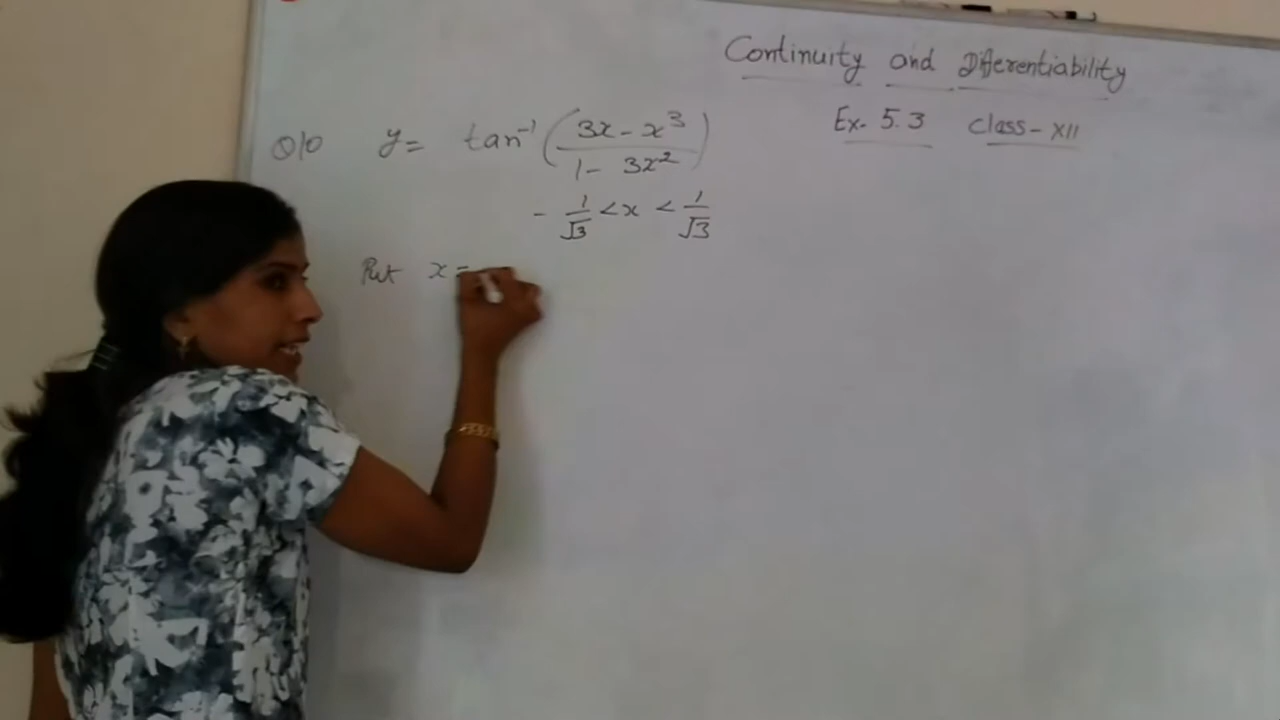 Continuity and Differentiability
Ex. 5.3 Class-XII
Q10 y= tan⁻¹ (3x - x³ / 1 - 3x²)
- 1/√3 < x < 1/√3
Put x =